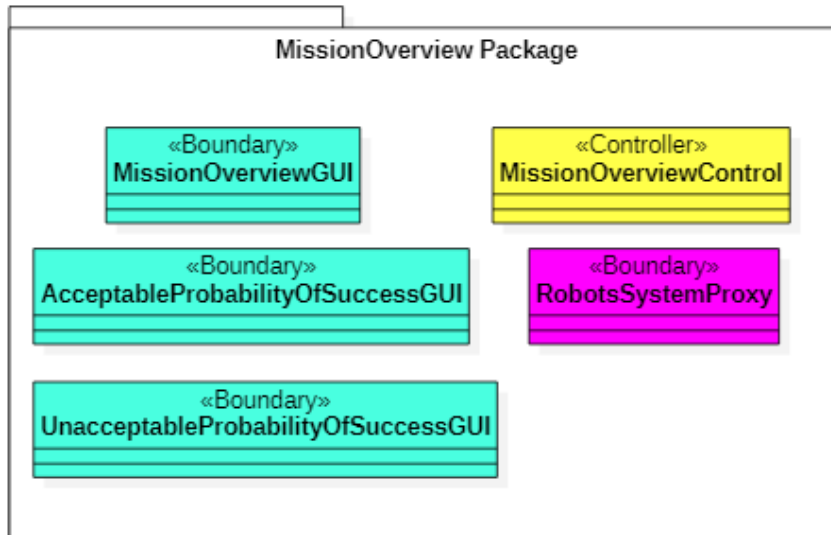 MissionOverview Package
«Boundary»
MissionOverviewGUI
«Controller»
MissionOverviewControl
«Boundary»
AcceptableProbabilityOfSuccessGUI
«Boundary»
RobotsSystemProxy
«Boundary»
UnacceptableProbabilityOfSuccessGUI